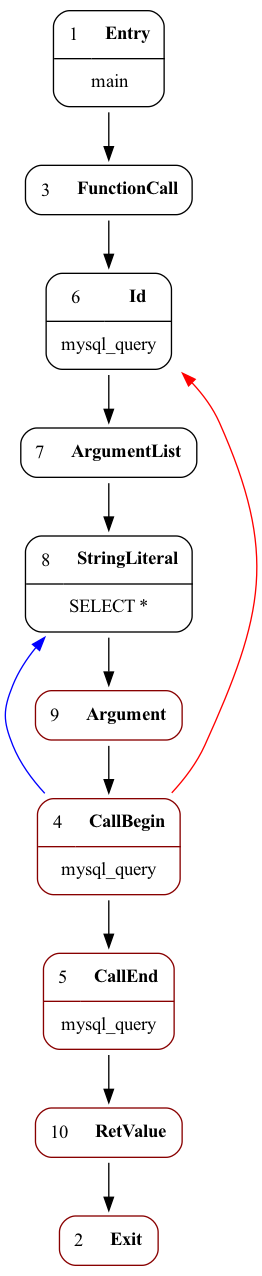 1 Entry
main
3 FunctionCall
6 Id
mysql_query
7 ArgumentList
8 StringLiteral
SELECT *
9 Argument
4 CallBegin
mysql_query
5 CallEnd
mysql_query
10 RetValue
2 Exit